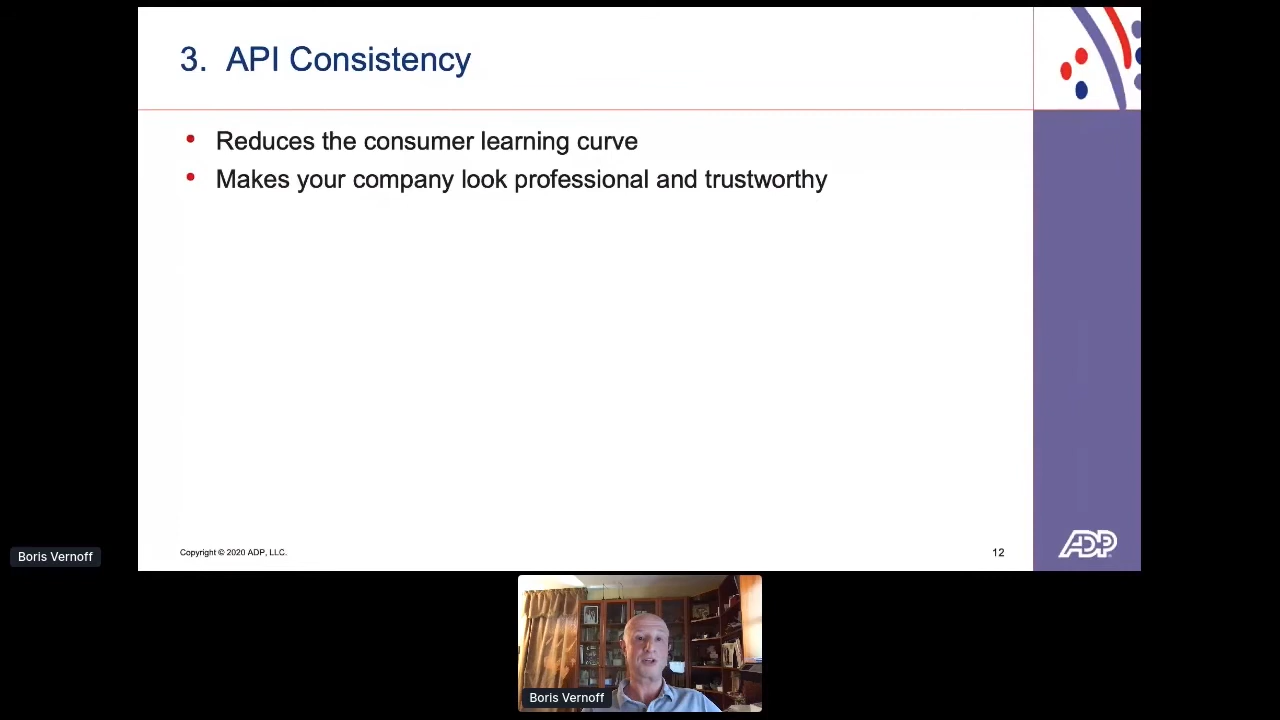 3. API Consistency
• Reduces the consumer learning curve
• Makes your company look professional and trustworthy
Copyright © 2020 ADP, LLC.
12
ADP
Boris Vernoff
Boris Vernoff